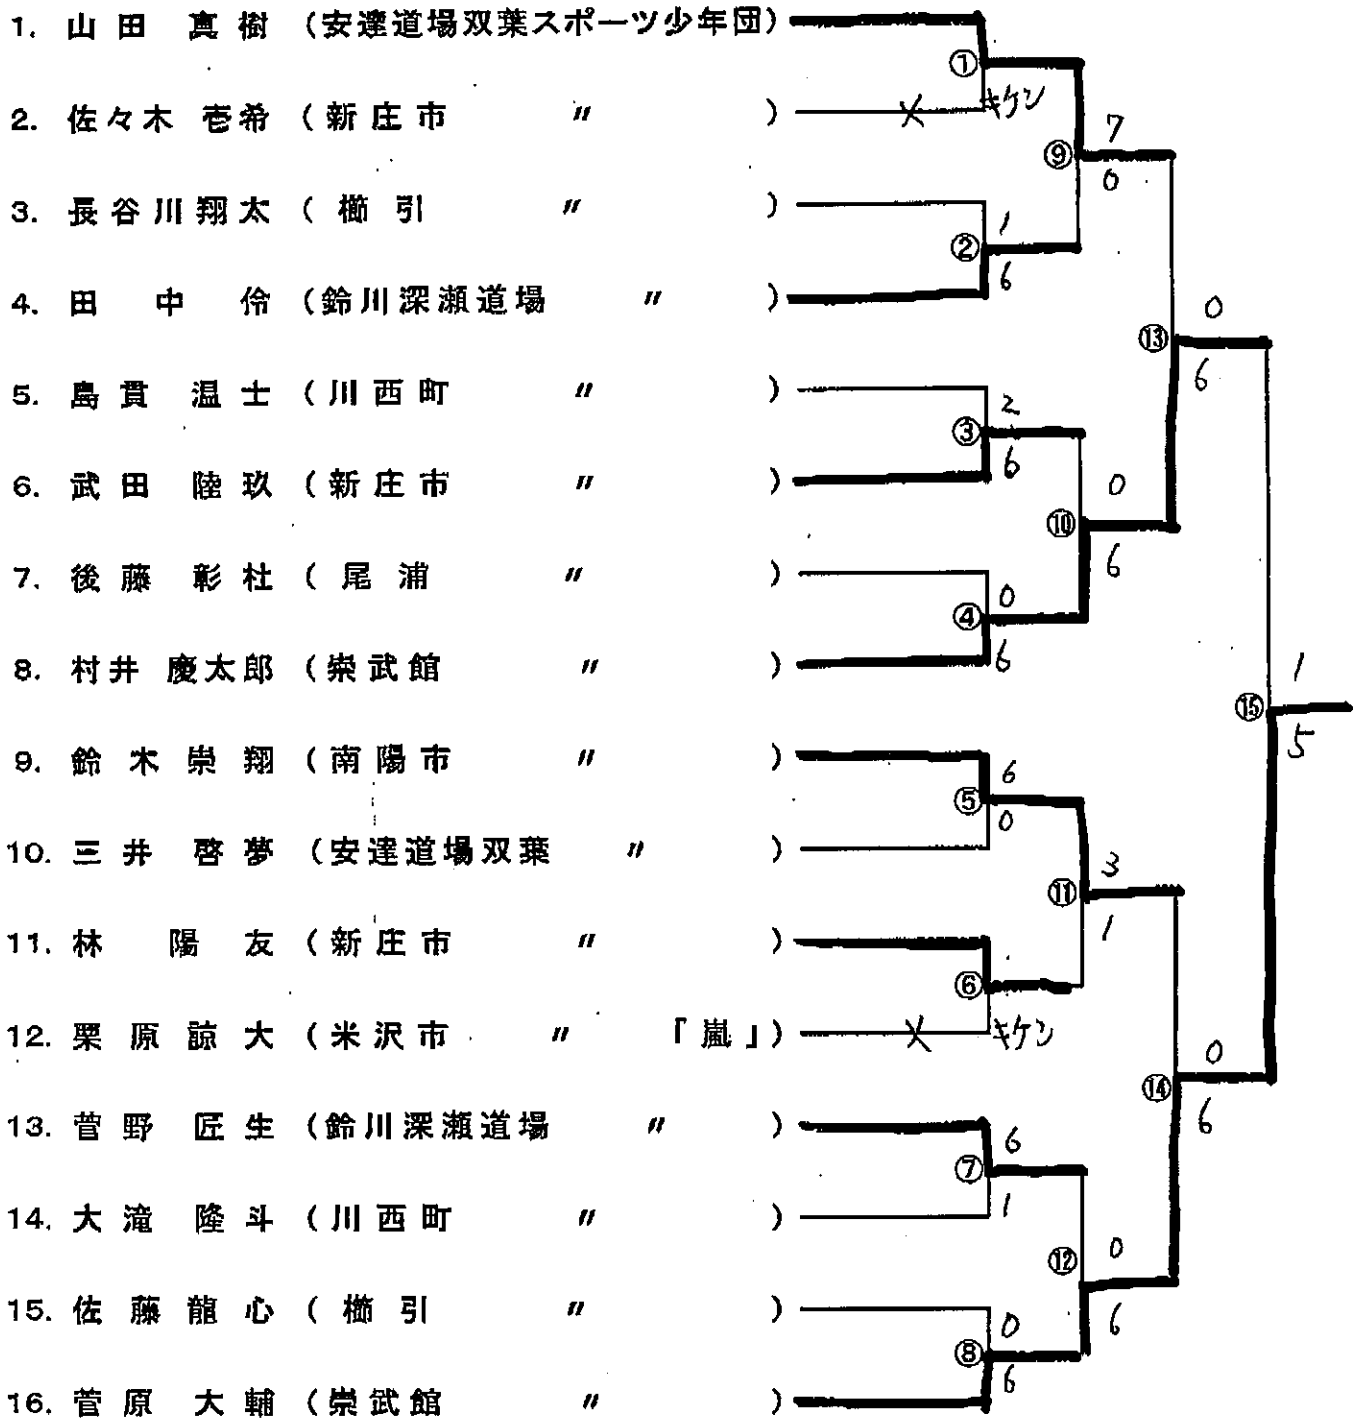 1. 山田 真樹 (安達道場双葉スポーツ少年団)
①
キケン
2. 佐々木 壱希 (新庄市 〃 )
7
⑨
0
3. 長谷川翔太 (櫛引 〃 )
1
②
6
4. 田中 伶 (鈴川深瀬道場 〃 )
0
⑬
6
5. 島貫 温士 (川西町 〃 )
2
③
6
6. 武田 陸玖 (新庄市 〃 )
0
⑩
6
7. 後藤 彰杜 (尾浦 〃 )
0
④
6
8. 村井 慶太郎 (崇武館 〃 )
1
⑮
5
9. 鈴木崇翔 (南陽市 〃 )
6
⑤
0
10. 三井 啓夢 (安達道場双葉 〃 )
3
⑪
1
11. 林 陽友 (新庄市 〃 )
⑥
12. 栗原諒大 (米沢市 〃 「嵐」)
キケン
0
⑭
6
13. 菅野 匠生 (鈴川深瀬道場 〃 )
6
⑦
1
14. 大滝 隆斗 (川西町 〃 )
0
⑫
6
15. 佐藤龍心 (櫛引 〃 )
0
⑧
6
16. 菅原 大輔 (崇武館 〃 )